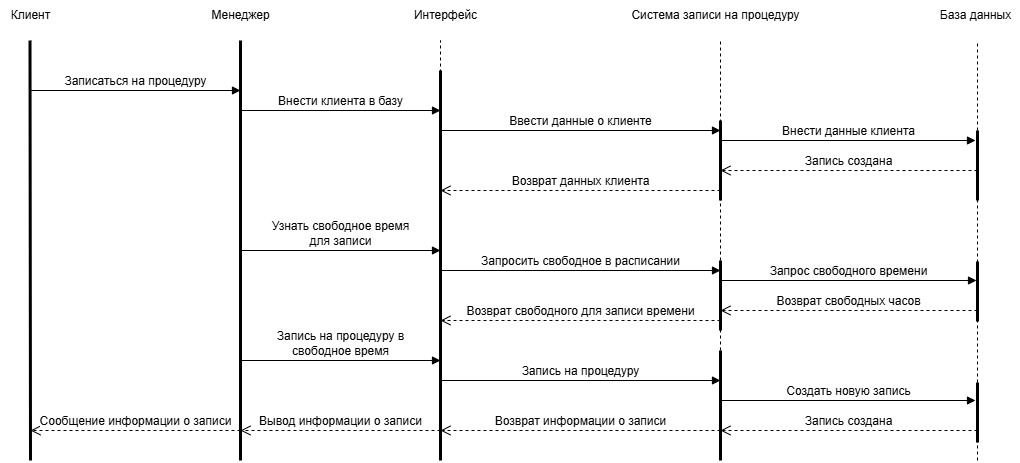 Клиент
Менеджер
Интерфейс
Система записи на процедуру
База данных
Записаться на процедуру
Внести клиента в базу
Ввести данные о клиенте
Внести данные клиента
Запись создана
Возврат данных клиента
Узнать свободное время
для записи
Запросить свободное в расписании
Запрос свободного времени
Возврат свободных часов
Возврат свободного для записи времени
Запись на процедуру в
свободное время
Запись на процедуру
Создать новую запись
Сообщение информации о записи
Вывод информации о записи
Возврат информации о записи
Запись создана